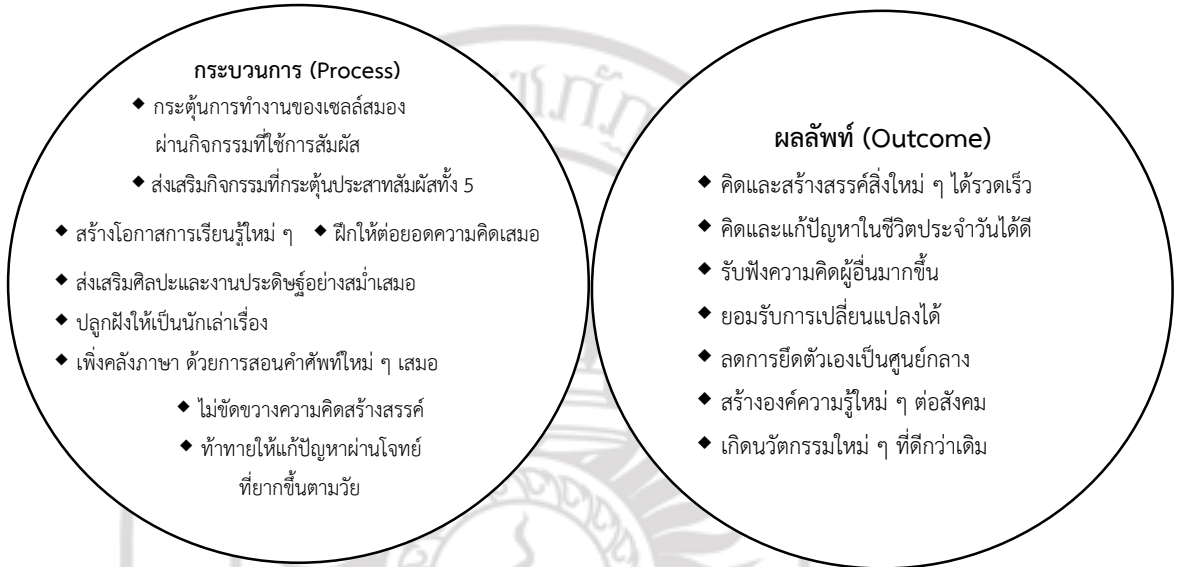 กระบวนการ (Process)
◆ กระตุ้นการทำงานของเซลล์สมอง
ผ่านกิจกรรมที่ใช้การสัมผัส
◆ ส่งเสริมกิจกรรมที่กระตุ้นประสาทสัมผัสทั้ง 5
◆ สร้างโอกาสการเรียนรู้ใหม่ ๆ ◆ ฝึกให้ต่อยอดความคิดเสมอ
◆ ส่งเสริมศิลปะและงานประดิษฐ์อย่างสม่ำเสมอ
◆ ปลูกฝังให้เป็นนักเล่าเรื่อง
◆ เพิ่งคลังภาษา ด้วยการสอนคำศัพท์ใหม่ ๆ เสมอ
◆ ไม่ขัดขวางความคิดสร้างสรรค์
◆ ท้าทายให้แก้ปัญหาผ่านโจทย์
ที่ยากขึ้นตามวัย
ผลลัพท์ (Outcome)
◆ คิดและสร้างสรรค์สิ่งใหม่ ๆ ได้รวดเร็ว
◆ คิดและแก้ปัญหาในชีวิตประจำวันได้ดี
◆ รับฟังความคิดผู้อื่นมากขึ้น
◆ ยอมรับการเปลี่ยนแปลงได้
◆ ลดการยึดตัวเองเป็นศูนย์กลาง
◆ สร้างองค์ความรู้ใหม่ ๆ ต่อสังคม
◆ เกิดนวัตกรรมใหม่ ๆ ที่ดีกว่าเดิม